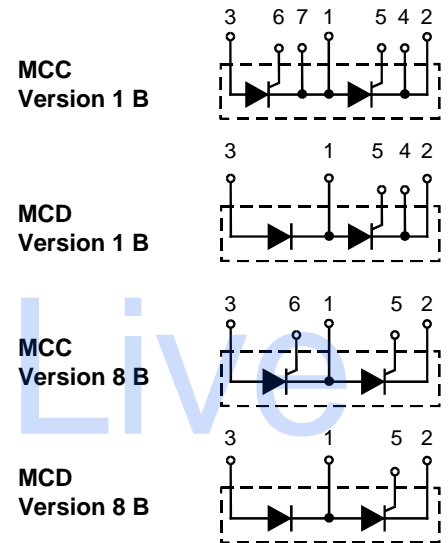 3 6 7 1 5 4 2
MCC
Version 1 B
3 1 5 4 2
MCD
Version 1 B
3 6 1 5 2
MCC
Version 8 B
3 1 5 2
MCD
Version 8 B
Live